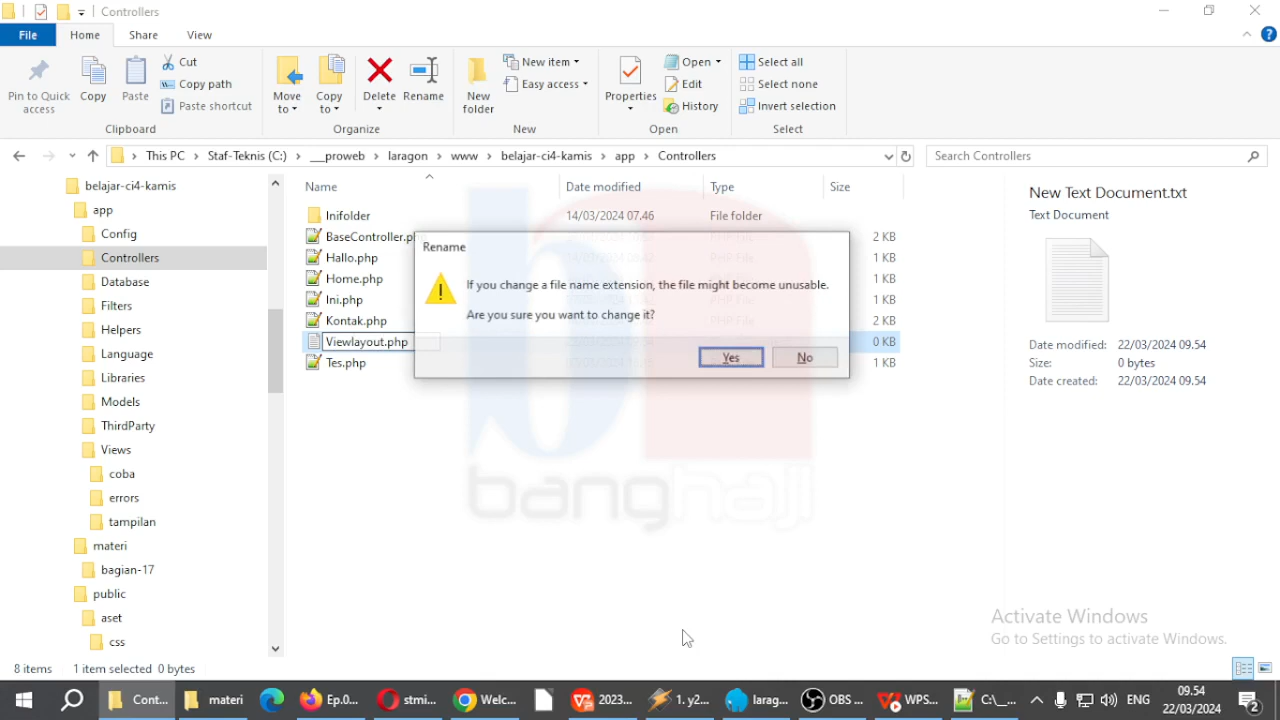 Controllers
File
Home
Share
View
Pin to Quick access
Copy
Paste
Cut
Copy path
Paste shortcut
Clipboard
Move to
Copy to
Delete
Rename
Organize
New folder
New item
Easy access
New
Properties
Open
Edit
History
Open
Select all
Select none
Invert selection
Select
This PC > Staf-Teknis (C:) > __proweb > laragon > www > belajar-ci4-kamis > app > Controllers
Search Controllers
belajar-ci4-kamis
app
Config
Controllers
Database
Filters
Helpers
Language
Libraries
Models
ThirdParty
Views
coba
errors
tampilan
materi
bagian-17
public
aset
css
Name Date modified Type Size
Inifolder 14/03/2024 07.46 File folder
BaseController.php 2 KB
Hallo.php 1 KB
Home.php 1 KB
Ini.php 1 KB
Kontak.php 2 KB
Viewlayout.php 0 KB
Tes.php 1 KB
Rename
If you change a file name extension, the file might become unusable.
Are you sure you want to change it?
Yes No
banghaji
New Text Document.txt
Text Document
Date modified: 22/03/2024 09.54
Size: 0 bytes
Date created: 22/03/2024 09.54
Activate Windows
Go to Settings to activate Windows.
8 items 1 item selected 0 bytes
Cont...
materi
Ep.0...
stmi...
Welc...
2023...
1. y2...
larag...
OBS ...
WPS...
C:\_...
ENG
09.54
22/03/2024
2